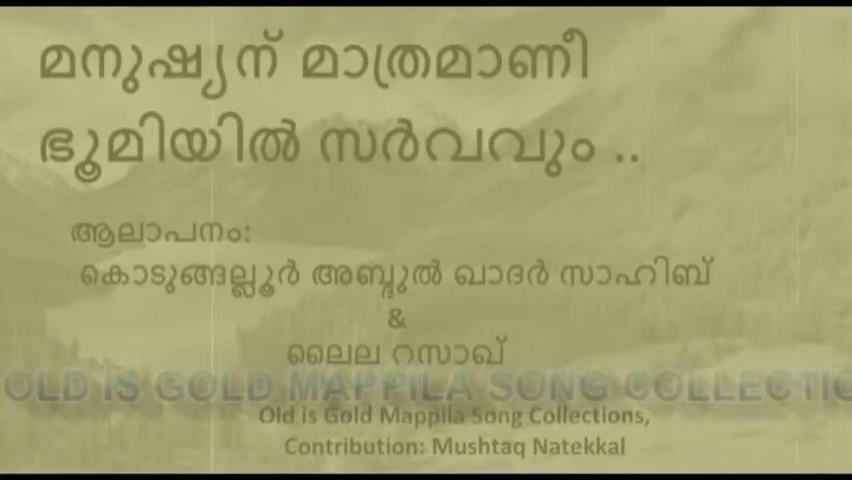 മനുഷ്യന് മാത്രമാണീ
ഭൂമിയിൽ സർവവും ..
ആലാപനം:
കൊടുങ്ങല്ലൂർ അബ്ദുൽ ഖാദർ സാഹിബ്
&
ലൈല റസാഖ്
OLD IS GOLD MAPPILA SONG COLLECTIO
Old is Gold Mappila Song Collections,
Contribution: Mushtaq Natekkal